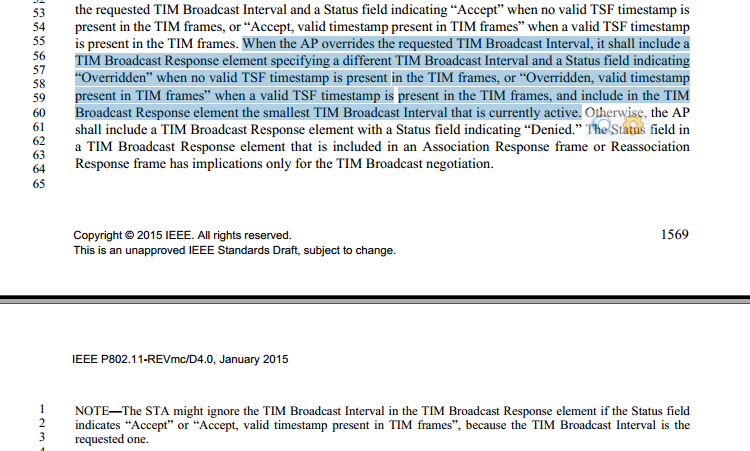 52
53 the requested TIM Broadcast Interval and a Status field indicating “Accept” when no valid TSF timestamp is
54 present in the TIM frames, or “Accept, valid timestamp present in TIM frames” when a valid TSF timestamp
55 is present in the TIM frames. When the AP overrides the requested TIM Broadcast Interval, it shall include a
56 TIM Broadcast Response element specifying a different TIM Broadcast Interval and a Status field indicating
57 “Overridden” when no valid TSF timestamp is present in the TIM frames, or “Overridden, valid timestamp
58
59 present in TIM frames” when a valid TSF timestamp is present in the TIM frames, and include in the TIM
60 Broadcast Response element the smallest TIM Broadcast Interval that is currently active. Otherwise, the AP
61 shall include a TIM Broadcast Response element with a Status field indicating “Denied.” The Status field in
62 a TIM Broadcast Response element that is included in an Association Response frame or Reassociation
63
64 Response frame has implications only for the TIM Broadcast negotiation.
65
Copyright © 2015 IEEE. All rights reserved. 1569
This is an unapproved IEEE Standards Draft, subject to change.
IEEE P802.11-REVmc/D4.0, January 2015
1 NOTE—The STA might ignore the TIM Broadcast Interval in the TIM Broadcast Response element if the Status field
2 indicates “Accept” or “Accept, valid timestamp present in TIM frames”, because the TIM Broadcast Interval is the
3 requested one.